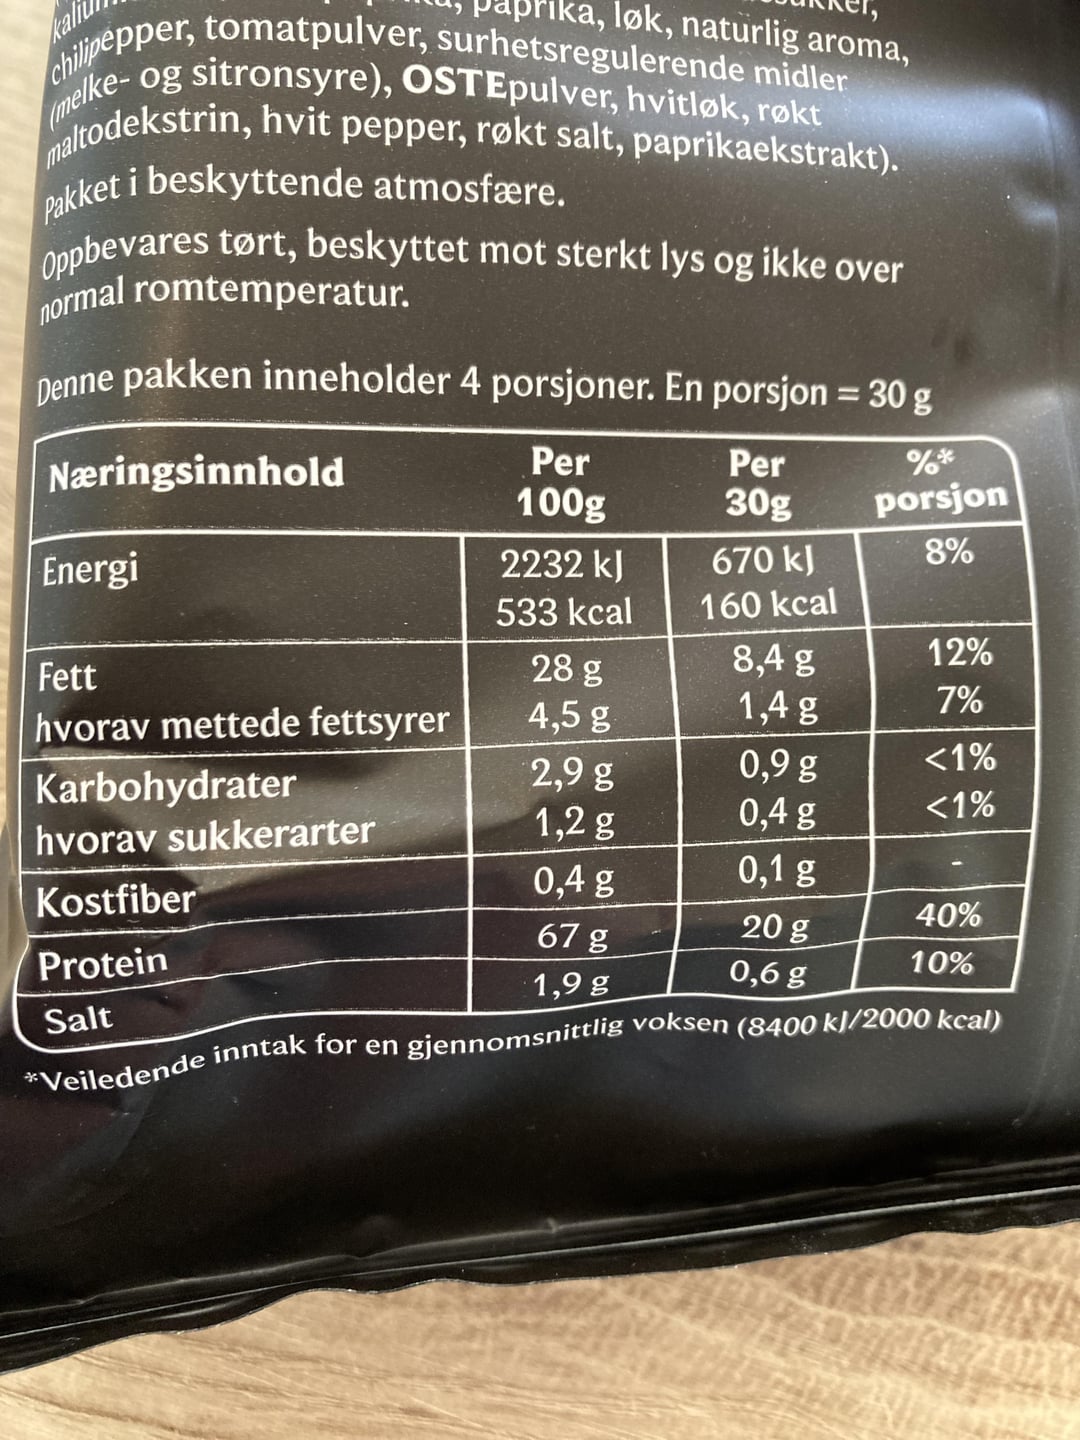 paprika, løk, naturlig aroma,
chilipepper, tomatpulver, surhetsregulerende midler
(melke- og sitronsyre), OSTEpulver, hvitløk, røkt
maltodekstrin, hvit pepper, røkt salt, paprikaekstrakt).
Pakket i beskyttende atmosfære.
Oppbevares tørt, beskyttet mot sterkt lys og ikke over
normal romtemperatur.
Denne pakken inneholder 4 porsjoner. En porsjon = 30 g
Næringsinnhold Per 100g Per 30g %* porsjon
Energi 2232 kJ 670 kJ 8%
533 kcal 160 kcal
Fett 28 g 8,4 g 12%
hvorav mettede fettsyrer 4,5 g 1,4 g 7%
Karbohydrater 2,9 g 0,9 g <1%
hvorav sukkerarter 1,2 g 0,4 g <1%
Kostfiber 0,4 g 0,1 g -
Protein 67 g 20 g 40%
Salt 1,9 g 0,6 g 10%
*Veiledende inntak for en gjennomsnittlig voksen (8400 kJ/2000 kcal)